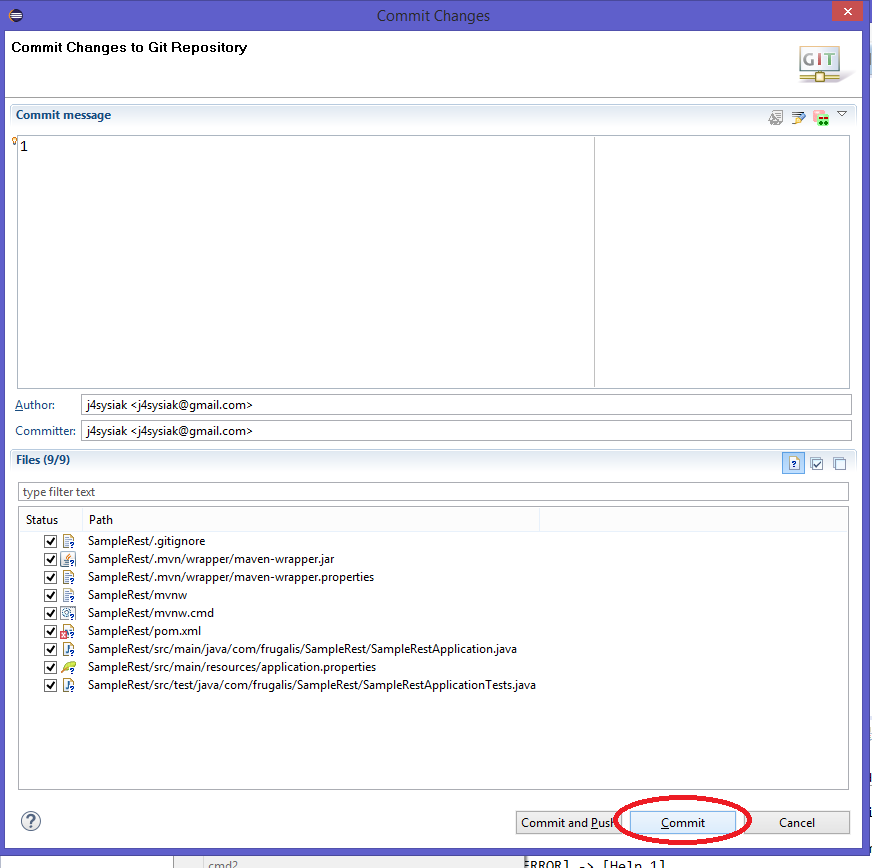 Commit Changes
Commit Changes to Git Repository
GIT
Commit message
1
Author: j4sysiak <j4sysiak@gmail.com>
Committer: j4sysiak <j4sysiak@gmail.com>
Files (9/9)
type filter text
Status Path
SampleRest/.gitignore
SampleRest/.mvn/wrapper/maven-wrapper.jar
SampleRest/.mvn/wrapper/maven-wrapper.properties
SampleRest/mvnw
SampleRest/mvnw.cmd
SampleRest/pom.xml
SampleRest/src/main/java/com/frugalis/SampleRest/SampleRestApplication.java
SampleRest/src/main/resources/application.properties
SampleRest/src/test/java/com/frugalis/SampleRest/SampleRestApplicationTests.java
Commit and Push Commit Cancel
cmd2 ERROR] -> [Help 1]